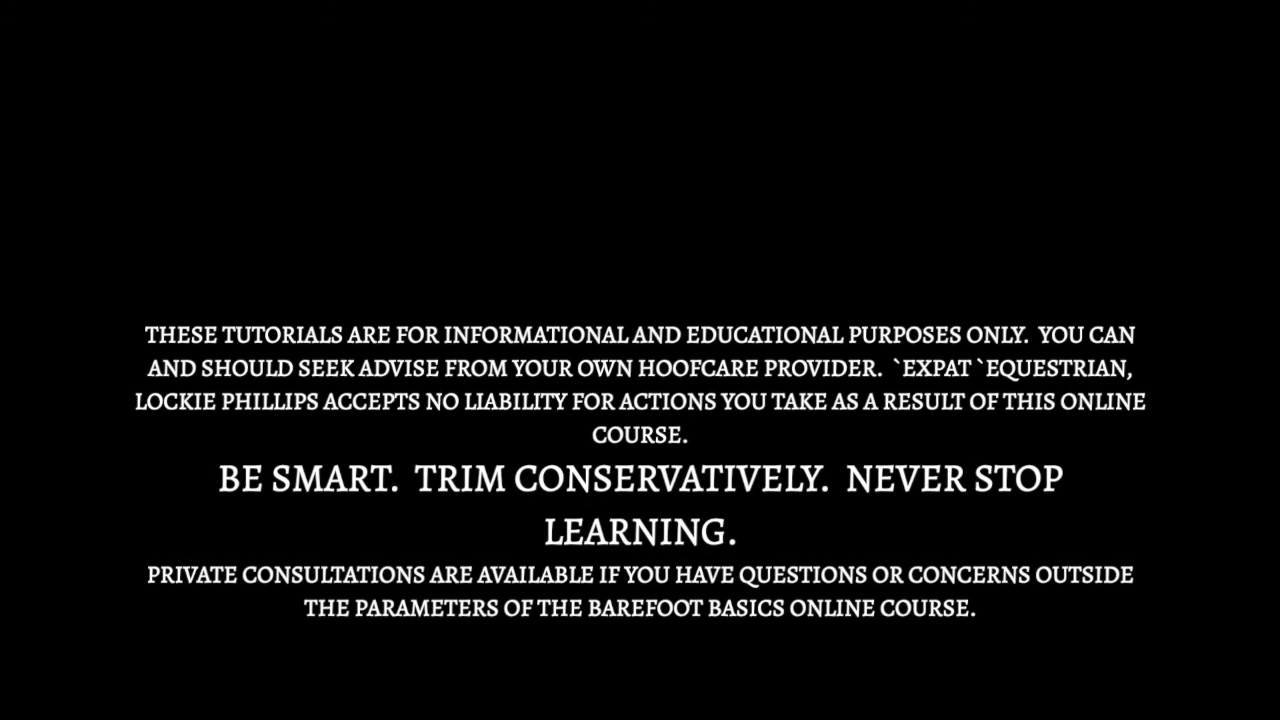 THESE TUTORIALS ARE FOR INFORMATIONAL AND EDUCATIONAL PURPOSES ONLY.  YOU CAN
AND SHOULD SEEK ADVISE FROM YOUR OWN HOOFCARE PROVIDER.  `EXPAT `EQUESTRIAN,
LOCKIE PHILLIPS ACCEPTS NO LIABILITY FOR ACTIONS YOU TAKE AS A RESULT OF THIS ONLINE
COURSE.
BE SMART.  TRIM CONSERVATIVELY.  NEVER STOP
LEARNING.
PRIVATE CONSULTATIONS ARE AVAILABLE IF YOU HAVE QUESTIONS OR CONCERNS OUTSIDE
THE PARAMETERS OF THE BAREFOOT BASICS ONLINE COURSE.